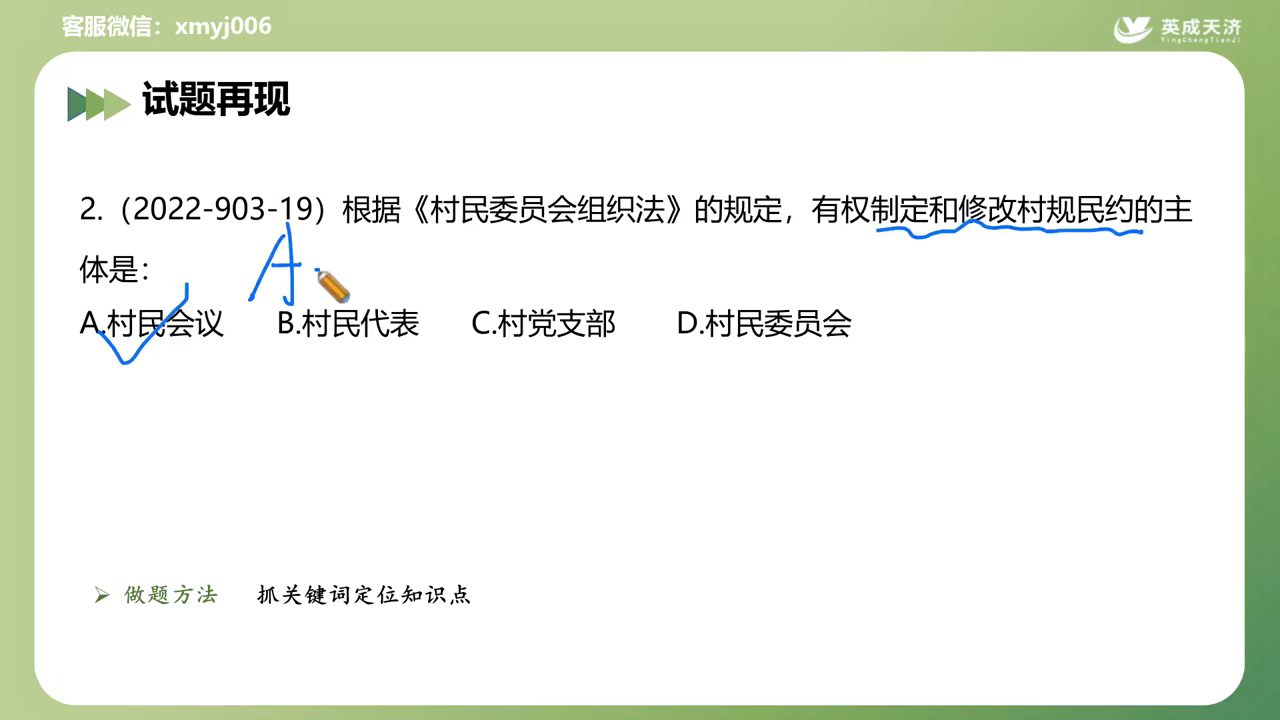 客服微信：xmyj006
英成天济
YingChengTianJi
试题再现
2.（2022-903-19）根据《村民委员会组织法》的规定，有权制定和修改村规民约的主
体是：
A
A.村民会议 B.村民代表 C.村党支部 D.村民委员会
➢ 做题方法 抓关键词定位知识点